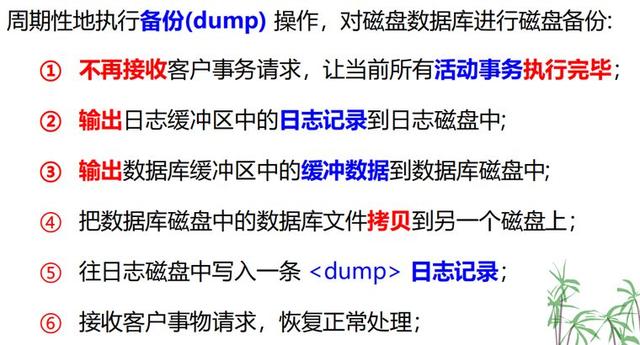 周期性地执行备份(dump) 操作，对磁盘数据库进行磁盘备份:
① 不再接收客户事务请求，让当前所有活动事务执行完毕；
② 输出日志缓冲区中的日志记录到日志磁盘中;
③ 输出数据库缓冲区中的缓冲数据到数据库磁盘中;
④ 把数据库磁盘中的数据库文件拷贝到另一个磁盘上；
⑤ 往日志磁盘中写入一条 <dump> 日志记录；
⑥ 接收客户事物请求，恢复正常处理；